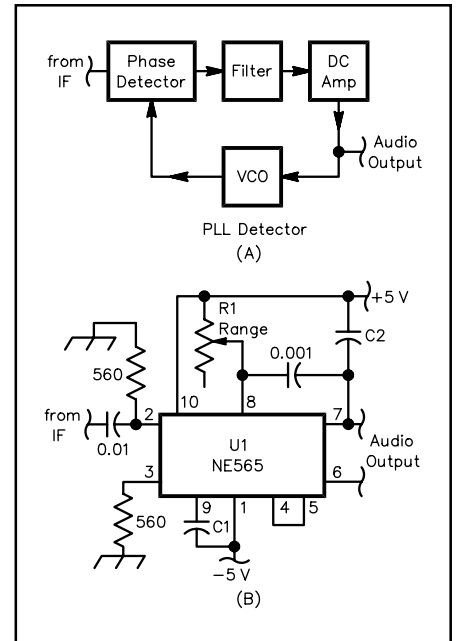 from
IF
Phase
Detector
Filter
DC
Amp
Audio
Output
VCO
PLL Detector
(A)
R1
Range
+5 V
C2
0.001
560
10
8
from
IF
0.01
2
7
U1
NE565
Audio
Output
3
6
560
9
C1
1
4
5
−5 V
(B)